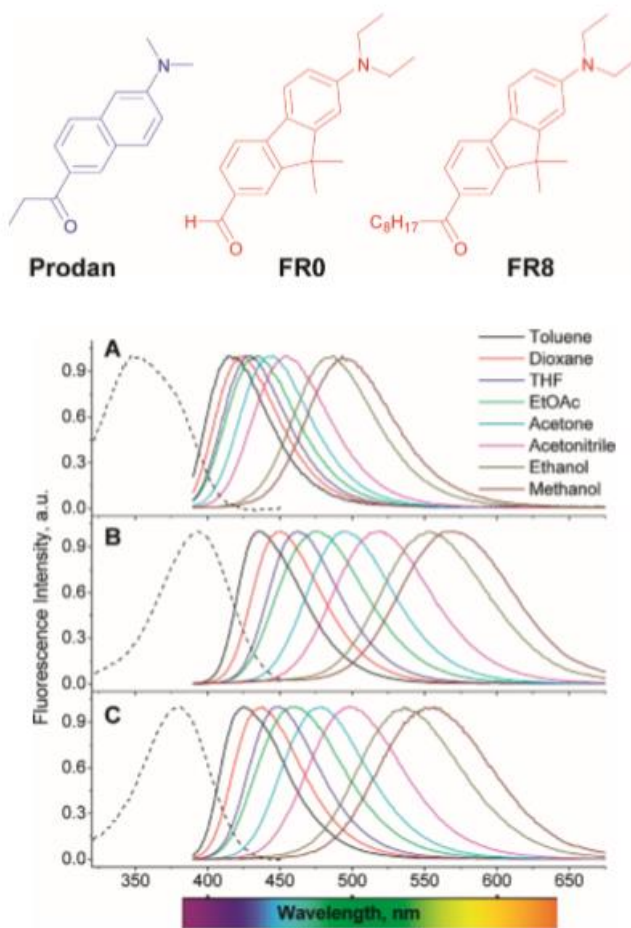 N
N
N
H
O
O
C8H17
O
Prodan
FR0
FR8
A
Toluene
Dioxane
THF
EtOAc
Acetone
Acetonitrile
Ethanol
Methanol
0.9
0.6
0.3
0.0
B
0.9
0.6
0.3
0.0
C
0.9
0.6
0.3
0.0
Fluorescence Intensity, a.u.
350 400 450 500 550 600 650
Wavelength, nm